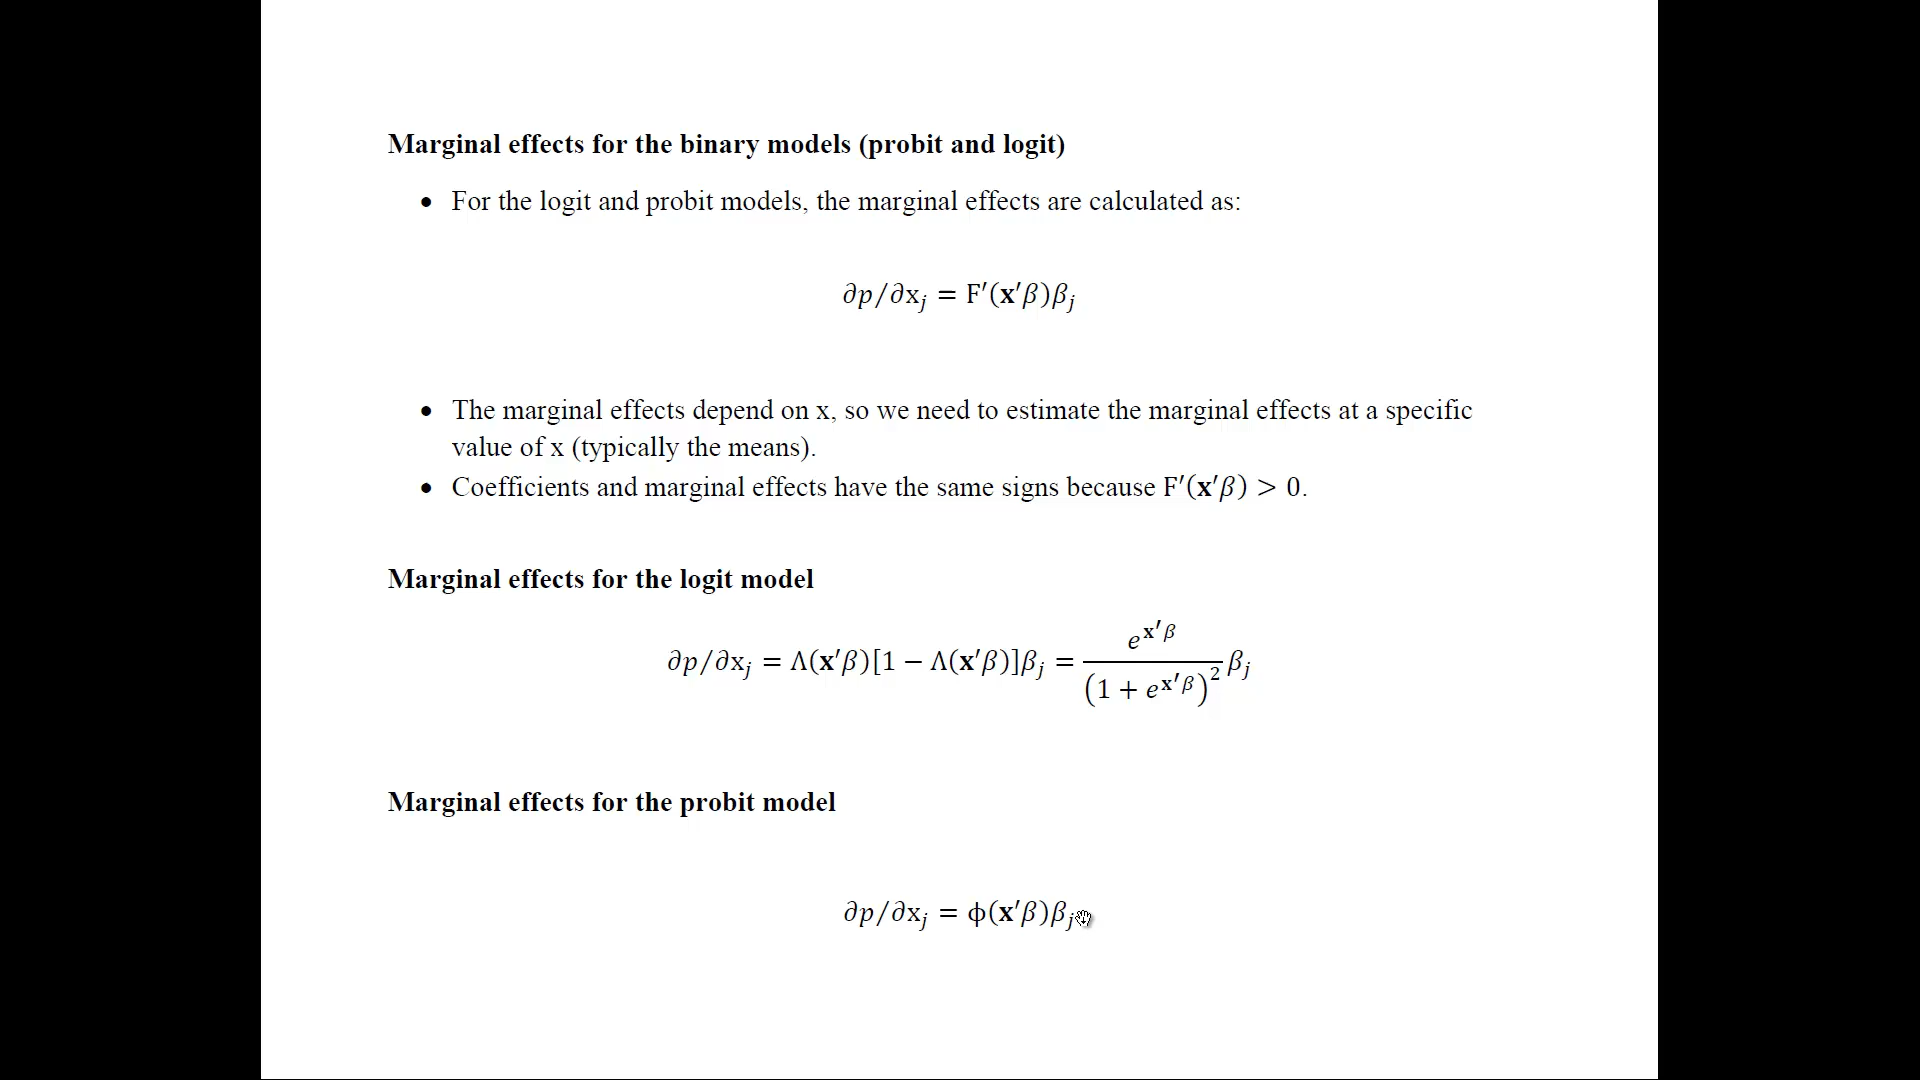 Marginal effects for the binary models (probit and logit)
• For the logit and probit models, the marginal effects are calculated as:
∂p/∂xⱼ = F′(x′β)βⱼ
• The marginal effects depend on x, so we need to estimate the marginal effects at a specific
value of x (typically the means).
• Coefficients and marginal effects have the same signs because F′(x′β) > 0.
Marginal effects for the logit model
∂p/∂xⱼ = Λ(x′β)[1 − Λ(x′β)]βⱼ = e^{x′β} / (1 + e^{x′β})² βⱼ
Marginal effects for the probit model
∂p/∂xⱼ = ϕ(x′β)βⱼ